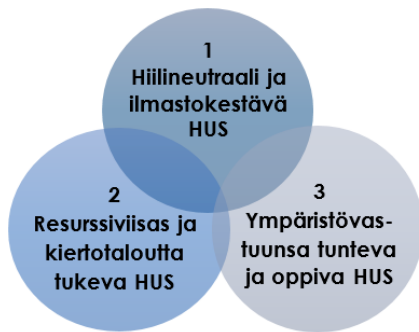 1
Hiilineutraali ja
ilmastokestävä
HUS
2
Resurssiviisas ja
kiertotaloutta
tukeva HUS
3
Ympäristövas-
tuunsa tunteva
ja oppiva HUS